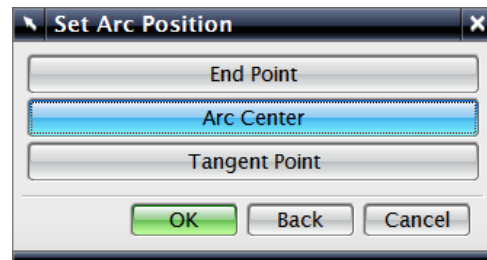 Set Arc Position
End Point
Arc Center
Tangent Point
OK Back Cancel